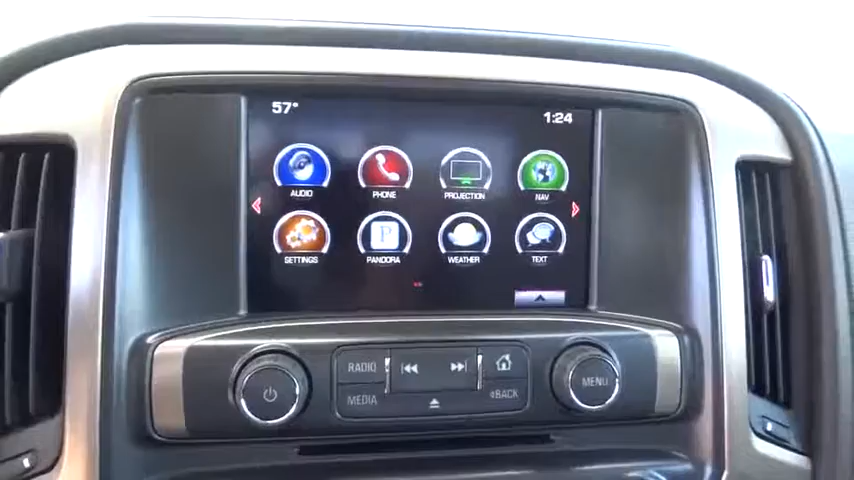 57° 1:24
AUDIO PHONE PROJECTION NAV
SETTINGS PANDORA WEATHER TEXT
RADIO
MEDIA
BACK
MENU